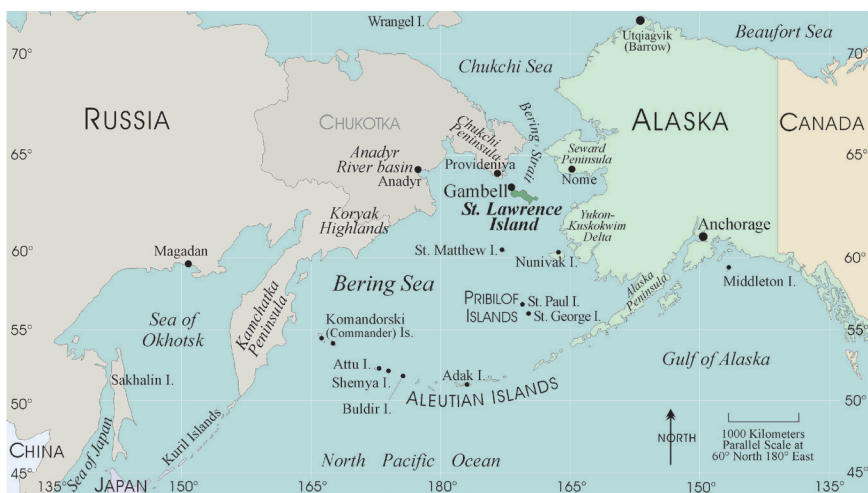 Wrangel I.
Utqiaġvik
(Barrow)
Beaufort Sea
70°
70°
Chukchi Sea
RUSSIA
CHUKOTKA
Chukchi
Peninsula
Bering Strait
ALASKA
CANADA
Anadyr
River basin
Anadyr
Provideniya
Seward
Peninsula
65°
65°
Gambell
Nome
St. Lawrence
Island
Koryak
Highlands
Yukon-
Kuskokwim
Delta
Anchorage
Magadan
St. Matthew I.
60°
60°
Nunivak I.
Bering Sea
Middleton I.
Kamchatka
Peninsula
PRIBILOF
ISLANDS
St. Paul I.
St. George I.
Alaska
Peninsula
Sea of
Okhotsk
Komandorski
(Commander) Is.
55°
55°
Gulf of Alaska
Attu I.
Shemya I.
Buldir I.
Adak I.
ALEUTIAN ISLANDS
Sakhalin I.
50°
50°
Kuril Islands
NORTH
1000 Kilometers
Parallel Scale at
60° North 180° East
CHINA
Sea of Japan
JAPAN
North Pacific Ocean
45°
45°
135°
150°
165°
180°
165°
150°
135°